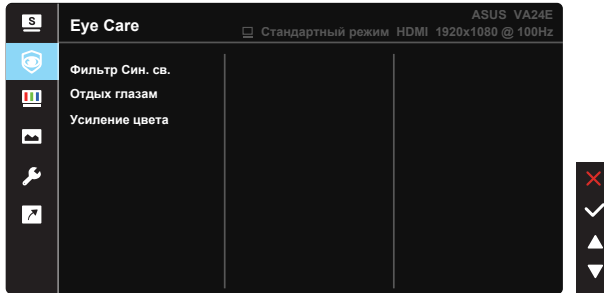 S
Eye Care
ASUS VA24E
Стандартный режим HDMI 1920x1080 @ 100Hz
Фильтр Син. св.
Отдых глазам
Усиление цвета